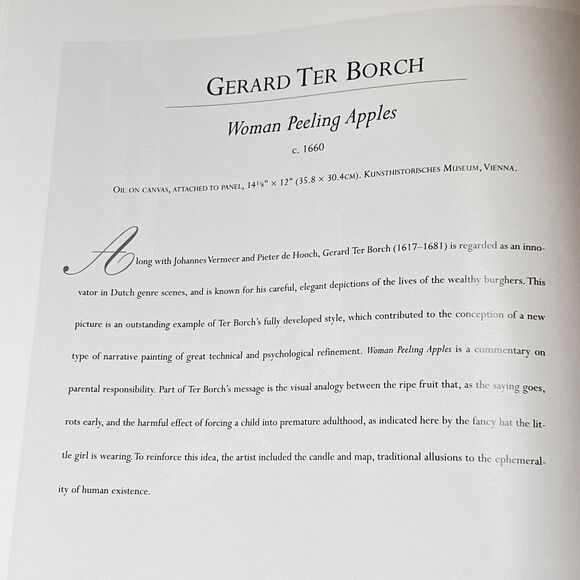 GERARD TER BORCH
Woman Peeling Apples
c. 1660
OIL ON CANVAS, ATTACHED TO PANEL, 14⅛" × 12" (35.8 × 30.4CM). KUNSTHISTORISCHES MUSEUM, VIENNA.
Along with Johannes Vermeer and Pieter de Hooch, Gerard Ter Borch (1617–1681) is regarded as an inno-
vator in Dutch genre scenes, and is known for his careful, elegant depictions of the lives of the wealthy burghers. This
picture is an outstanding example of Ter Borch's fully developed style, which contributed to the conception of a new
type of narrative painting of great technical and psychological refinement. Woman Peeling Apples is a commentary on
parental responsibility. Part of Ter Borch's message is the visual analogy between the ripe fruit that, as the saying goes,
rots early, and the harmful effect of forcing a child into premature adulthood, as indicated here by the fancy hat the lit-
tle girl is wearing. To reinforce this idea, the artist included the candle and map, traditional allusions to the ephemeral-
ity of human existence.